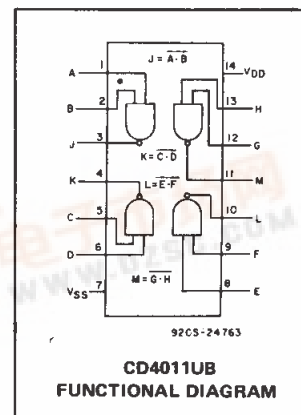 J = A·B
1 14
A VDD
2 13
B H
3 12
J G
K = C·D
4 11
K M
L = E·F
5 10
C L
6 9
D F
M = G·H
7 8
VSS E
92CS-24763
CD4011UB
FUNCTIONAL DIAGRAM